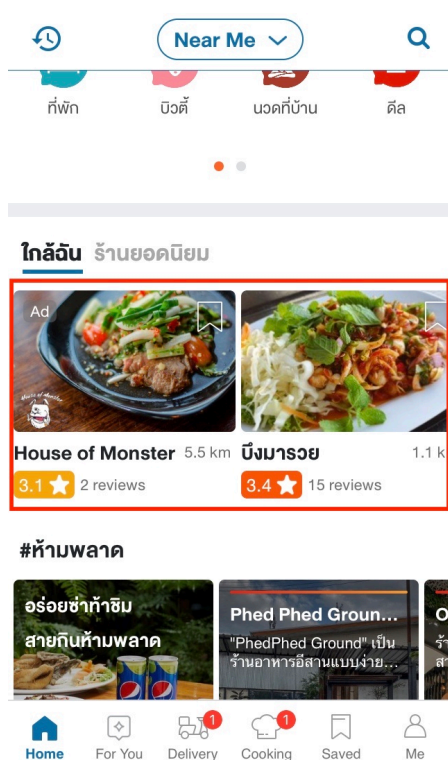 Near Me
ที่พัก บิวตี้ นวดที่บ้าน ดีล
ใกล้ฉัน ร้านยอดนิยม
Ad
House of Monster 5.5 km บึงมารวย 1.1 k
3.1 2 reviews 3.4 15 reviews
#ห้ามพลาด
อร่อยซ่าท้าชิม
สายกินห้ามพลาด
Phed Phed Groun...
"PhedPhed Ground" เป็น
ร้านอาหารอีสานแบบง่าย...
pepsi
1 1
Home For You Delivery Cooking Saved Me